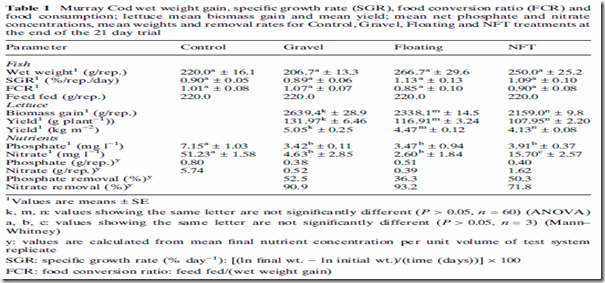 Table 1 Murray Cod wet weight gain, specific growth rate (SGR), food conversion ratio (FCR) and
food consumption; lettuce mean biomass gain and mean yield; mean net phosphate and nitrate
concentrations, mean weights and removal rates for Control, Gravel, Floating and NFT treatments at
the end of the 21 day trial
Parameter Control Gravel Floating NFT
Fish
Wet weight¹ (g/rep.) 220.0ᵃ ± 16.1 206.7ᵃ ± 13.3 266.7ᵃ ± 29.6 250.0ᵃ ± 25.2
SGR¹ (%/rep./day) 0.90ᵃ ± 0.05 0.89ᵃ ± 0.06 1.13ᵃ ± 0.13 1.09ᵃ ± 0.10
FCR¹ 1.01ᵃ ± 0.08 1.07ᵃ ± 0.07 0.85ᵃ ± 0.10 0.90ᵃ ± 0.08
Feed fed (g/rep.) 220.0 220.0 220.0 220.0
Lettuce
Biomass gain¹ (g/rep.) 2639.4ᵏ ± 28.9 2338.1ᵐ ± 14.5 2159.0ⁿ ± 9.8
Yield¹ (g plant⁻¹)) 131.97ᵏ ± 6.46 116.91ᵐ ± 3.24 107.95ⁿ ± 2.20
Yield¹ (kg m⁻²) 5.05ᵏ ± 0.25 4.47ᵐ ± 0.12 4.13ⁿ ± 0.08
Nutrients
Phosphate¹ (mg l⁻¹) 7.15ᵃ ± 1.03 3.42ᵇ ± 0.11 3.47ᵇ ± 0.94 3.91ᵇ ± 0.37
Nitrate¹ (mg l⁻¹) 51.23ᵃ ± 1.58 4.63ᵇ ± 2.85 2.60ᵇ ± 1.84 15.70ᶜ ± 2.57
Phosphate (g/rep.)ʸ 0.80 0.38 0.51 0.40
Nitrate (g/rep.)ʸ 5.74 0.52 0.39 1.62
Phosphate removal (%)ʸ 52.5 36.3 50.3
Nitrate removal (%)ʸ 90.9 93.2 71.8
¹Values are means ± SE
k, m, n: values showing the same letter are not significantly different (P > 0.05, n = 60) (ANOVA)
a, b, c: values showing the same letter are not significantly different (P > 0.05, n = 3) (Mann–
Whitney)
y: values are calculated from mean final nutrient concentration per unit volume of test system
replicate
SGR: specific growth rate (% day⁻¹): [(ln final wt. − ln initial wt.)/(time (days))] × 100
FCR: food conversion ratio: feed fed/(wet weight gain)